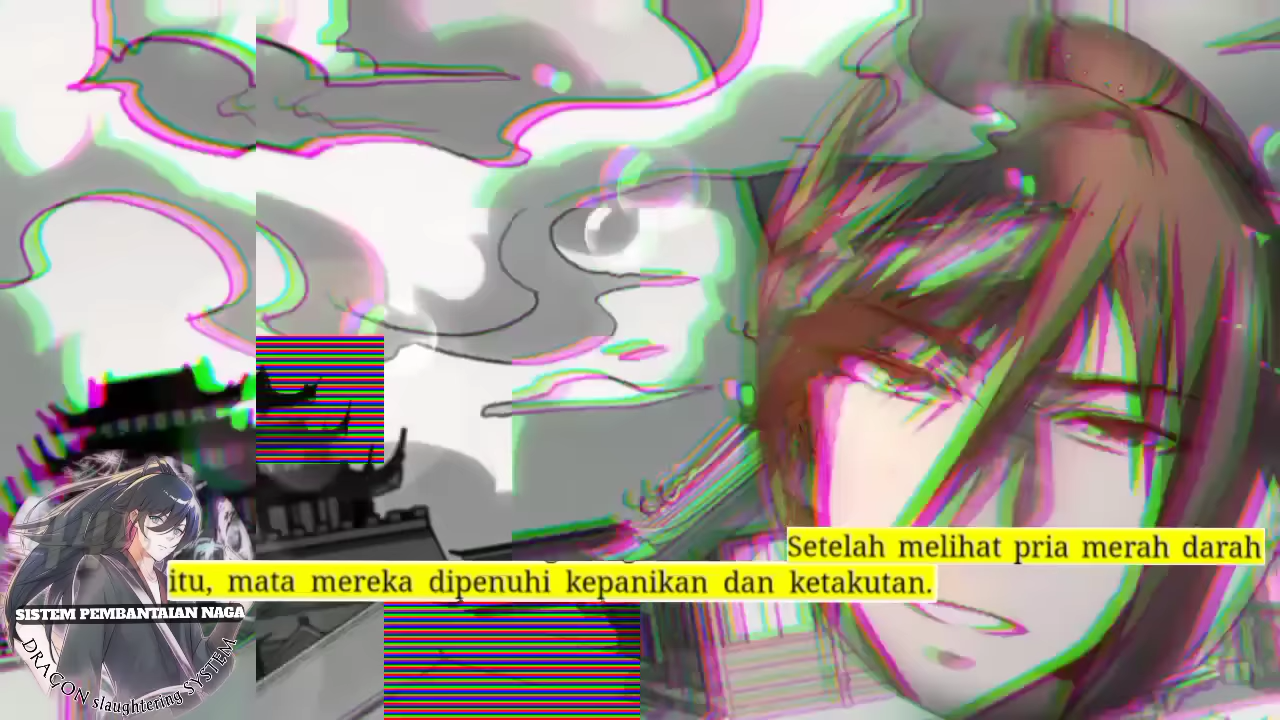 Setelah melihat pria merah darah
itu, mata mereka dipenuhi kepanikan dan ketakutan.
SISTEM PEMBANTAIAN NAGA
DRAGON slaughtering SYSTEM